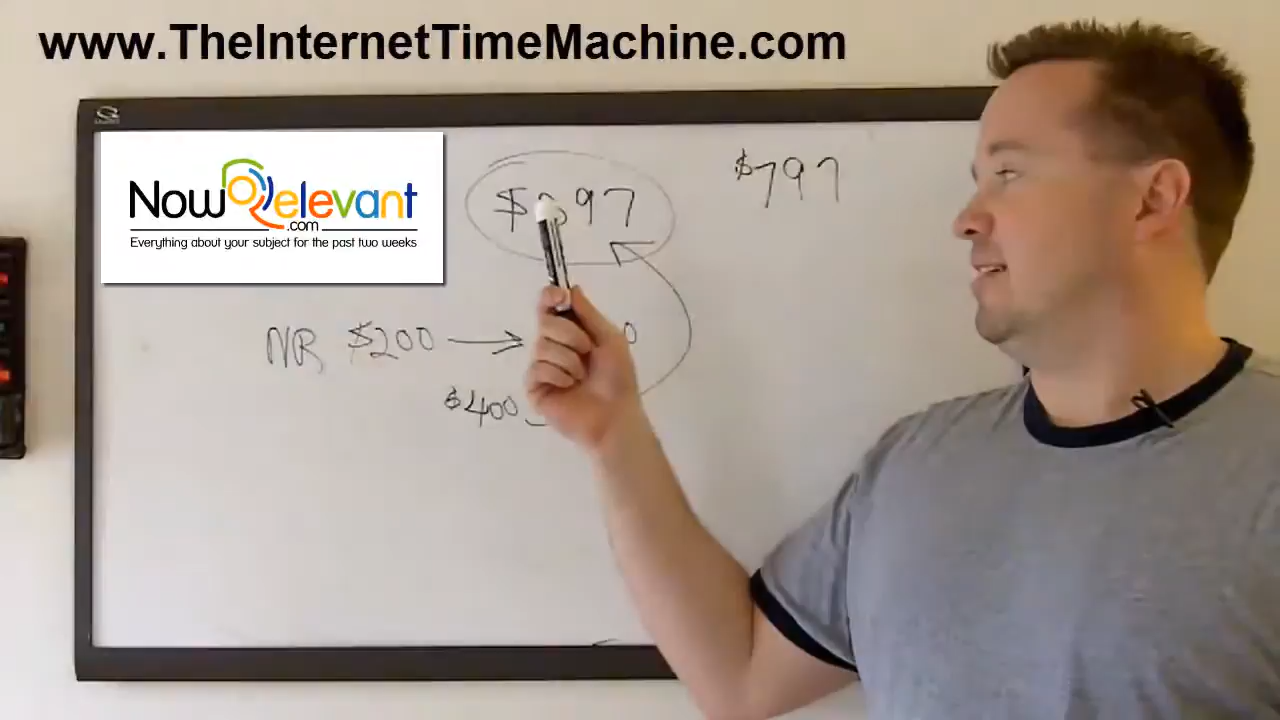 www.TheInternetTimeMachine.com
Now Relevant
.com
Everything about your subject for the past two weeks
$797
NR $200
$400